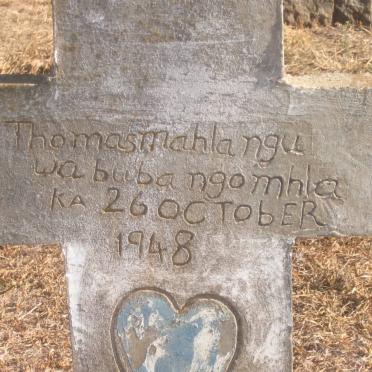 Thomasmahlangu
wa buba ngomhla
KA 26 OCTobER
1948